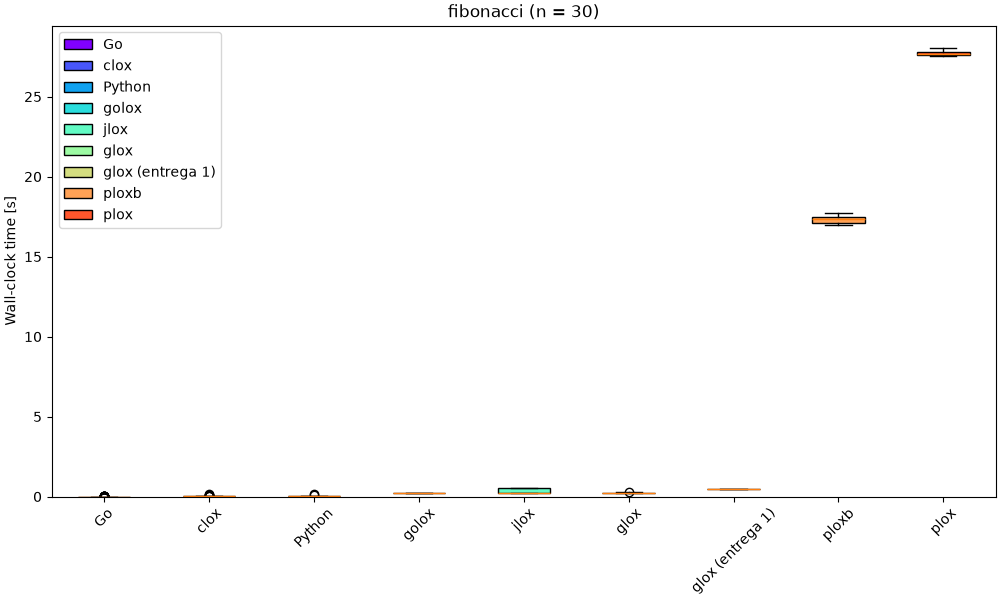 fibonacci (n = 30)
Go
clox
Python
golox
jlox
glox
glox (entrega 1)
ploxb
plox
Wall-clock time [s]
25
20
15
10
5
0
Go
clox
Python
golox
jlox
glox
glox (entrega 1)
ploxb
plox